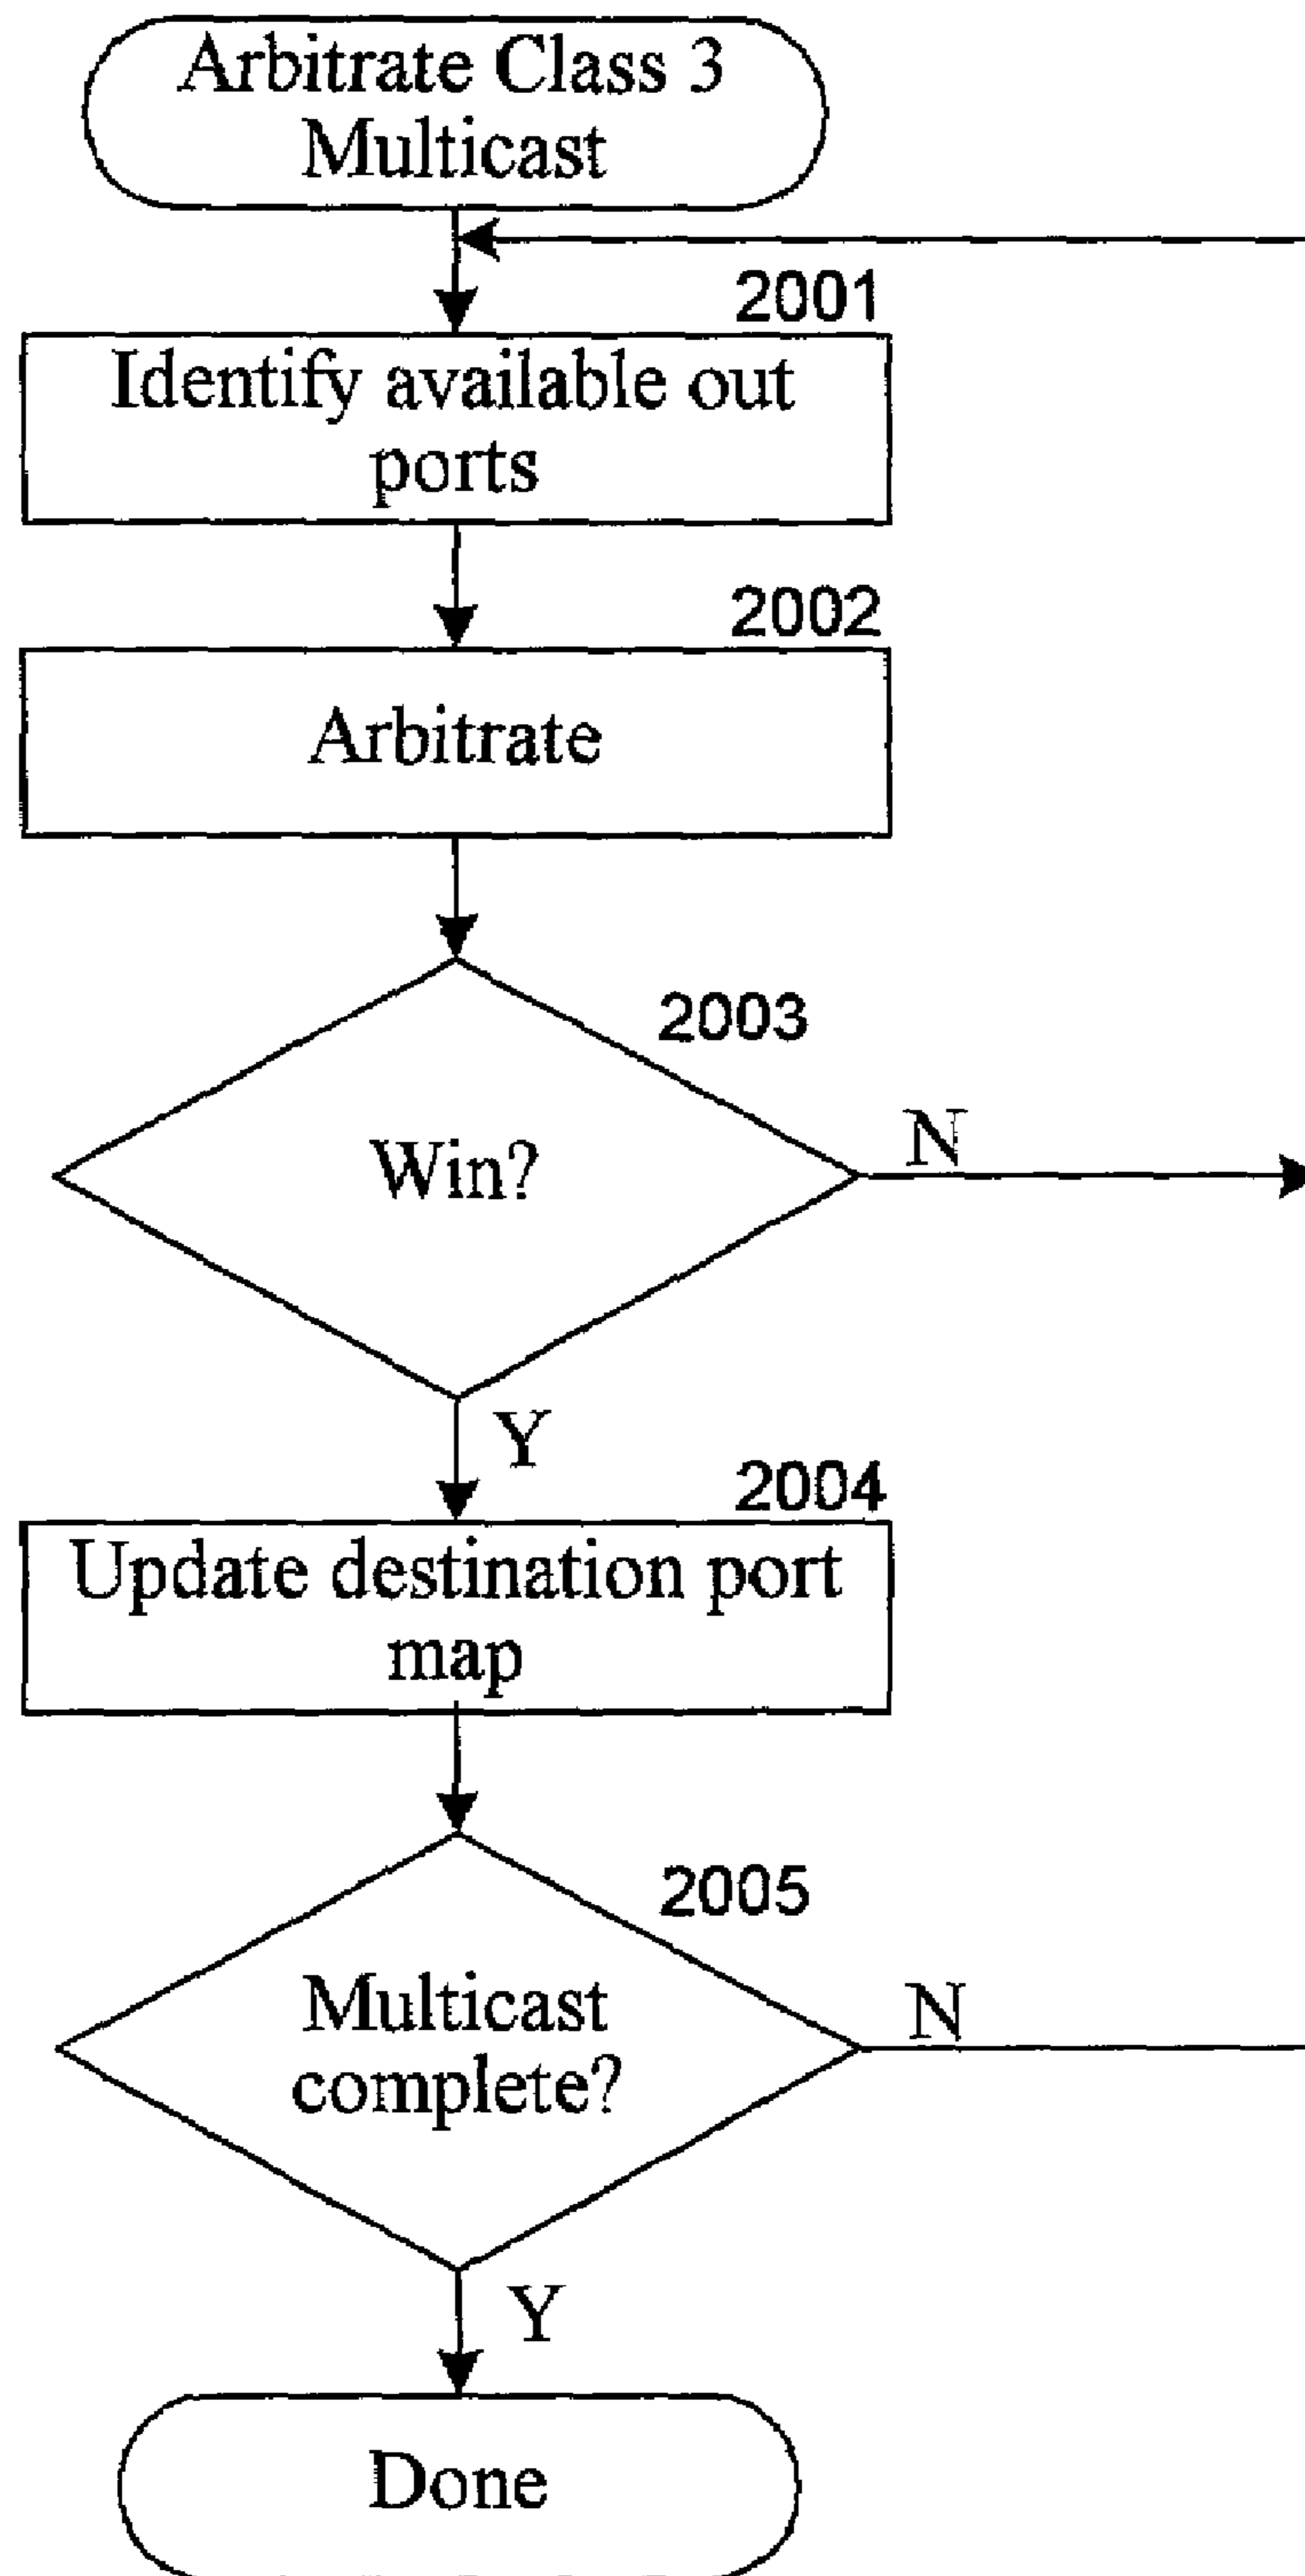 Arbitrate Class 3
Multicast
2001
Identify available out
ports
2002
Arbitrate
2003
Win?
N
Y
2004
Update destination port
map
2005
Multicast
complete?
N
Y
Done